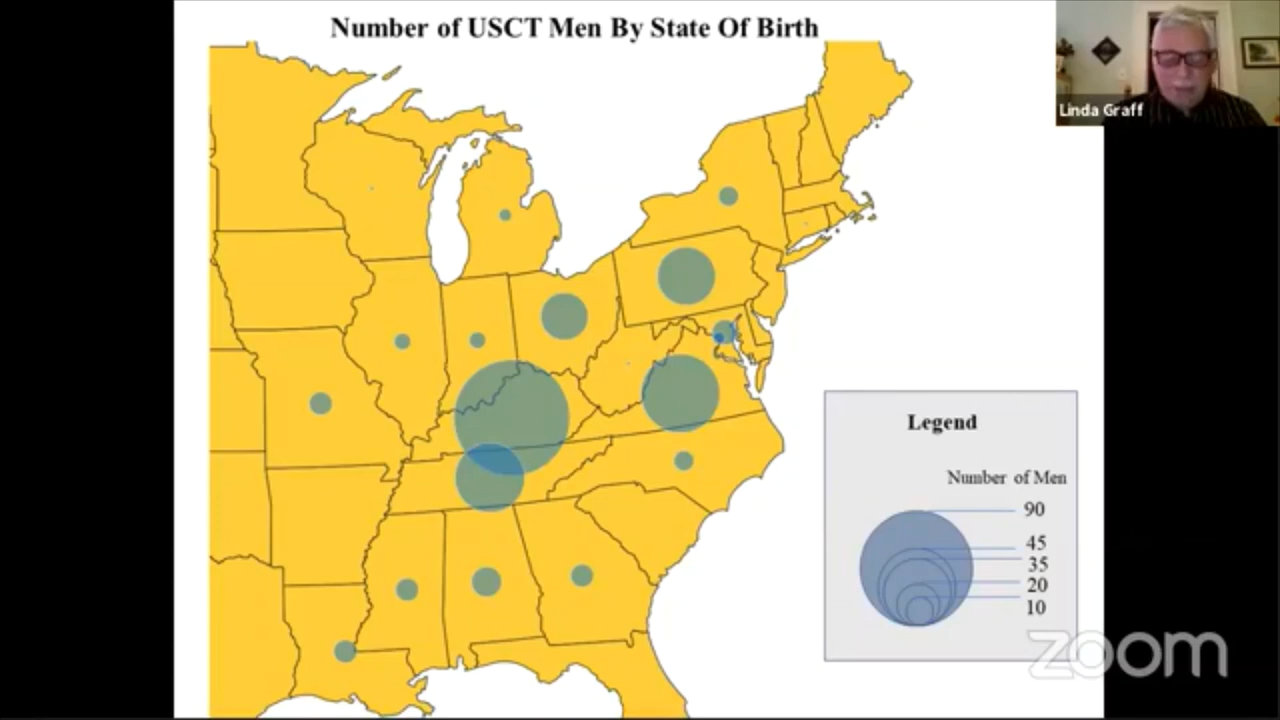 Number of USCT Men By State Of Birth
Linda Graff
Legend
Number of Men
90
45
35
20
10
zoom